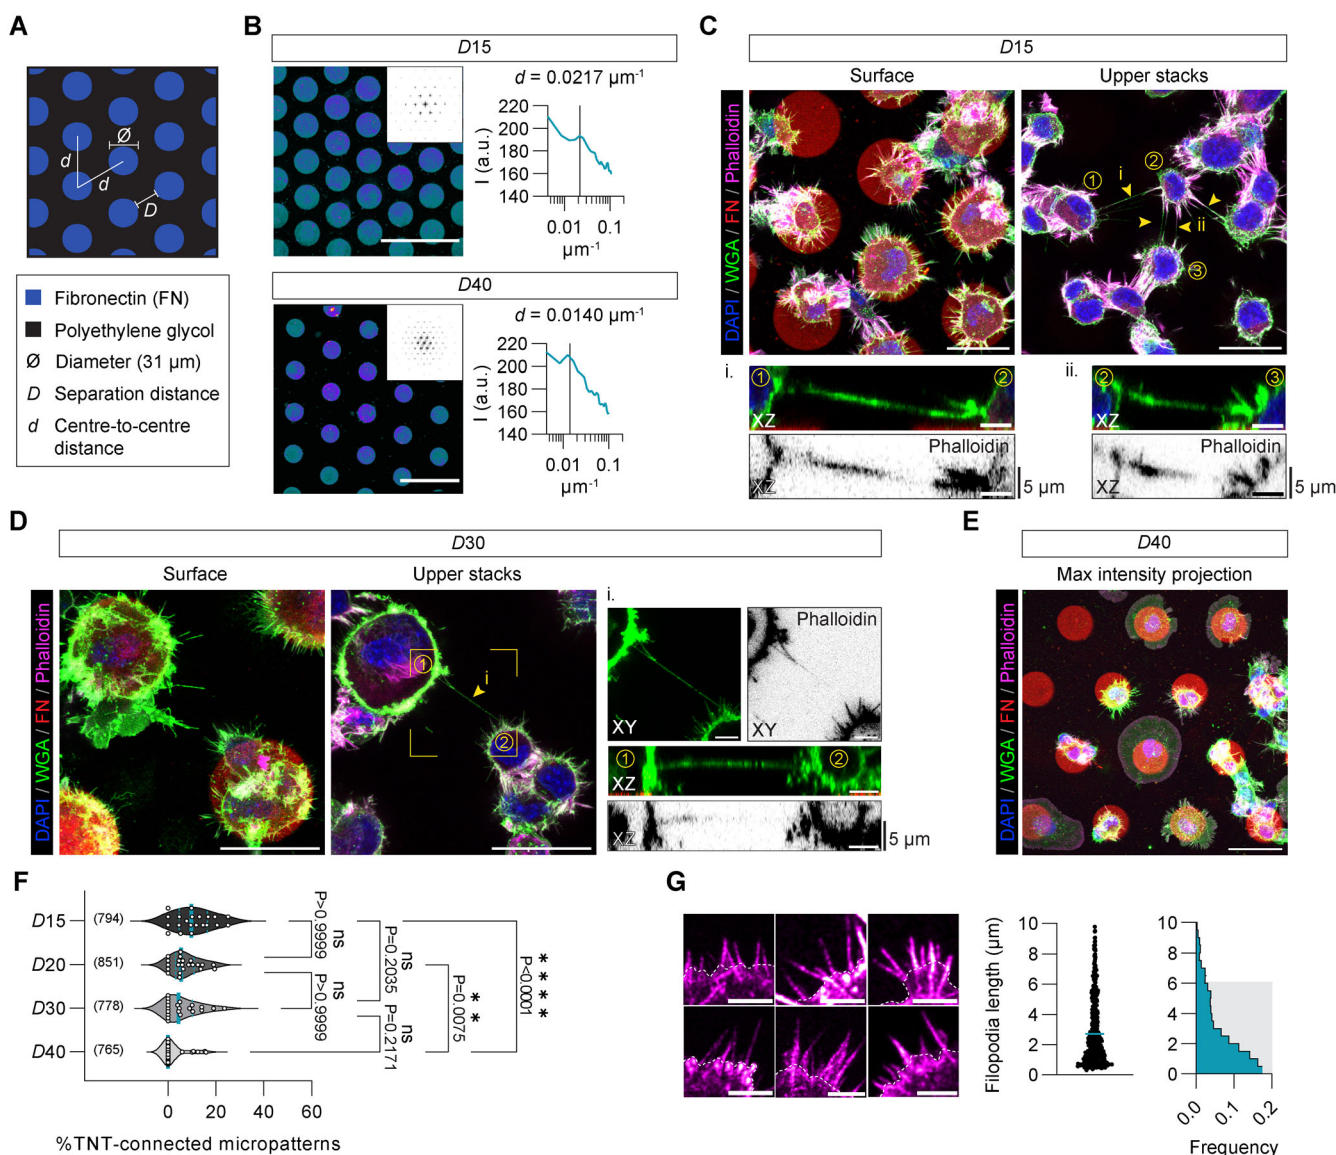 A
Ø
d
d
D
Fibronectin (FN)
Polyethylene glycol
Ø Diameter (31 µm)
D Separation distance
d Centre-to-centre
distance
B
D15
d = 0.0217 µm-1
220
200
180
160
140
I (a.u.)
0.01 0.1
µm-1
D40
d = 0.0140 µm-1
220
200
180
160
140
I (a.u.)
0.01 0.1
µm-1
C
D15
Surface
Upper stacks
DAPI / WGA / FN / Phalloidin
1
2
3
i
ii
i.
1
2
XZ
Phalloidin
XZ
5 µm
ii.
2
3
XZ
Phalloidin
XZ
5 µm
D
D30
Surface
Upper stacks
DAPI / WGA / FN / Phalloidin
1
i
2
i.
XY
Phalloidin
XY
1
2
XZ
XZ
5 µm
E
D40
Max intensity projection
DAPI / WGA / FN / Phalloidin
F
D15 (794)
D20 (851)
D30 (778)
D40 (765)
0 20 40 60
%TNT-connected micropatterns
ns
P>0.99999
ns
P>0.99999
ns
P=0.2035
ns
P=0.2171
**
P=0.0075
****
P<0.0001
G
Filopodia length (µm)
10
8
6
4
2
0
10
8
6
4
2
0
0.0 0.1 0.2
Frequency